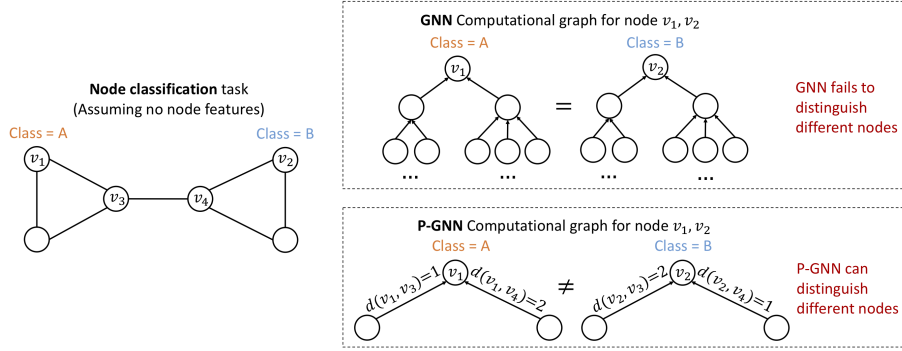 Node classification task
(Assuming no node features)
Class = A
Class = B
v₁
v₂
v₃
v₄
GNN Computational graph for node v₁, v₂
Class = A
Class = B
v₁
=
v₂
...
...
...
...
GNN fails to
distinguish
different nodes
P-GNN Computational graph for node v₁, v₂
Class = A
Class = B
d(v₁, v₃)=1
v₁
d(v₁, v₄)=2
≠
d(v₂, v₃)=2
v₂
d(v₂, v₄)=1
P-GNN can
distinguish
different nodes